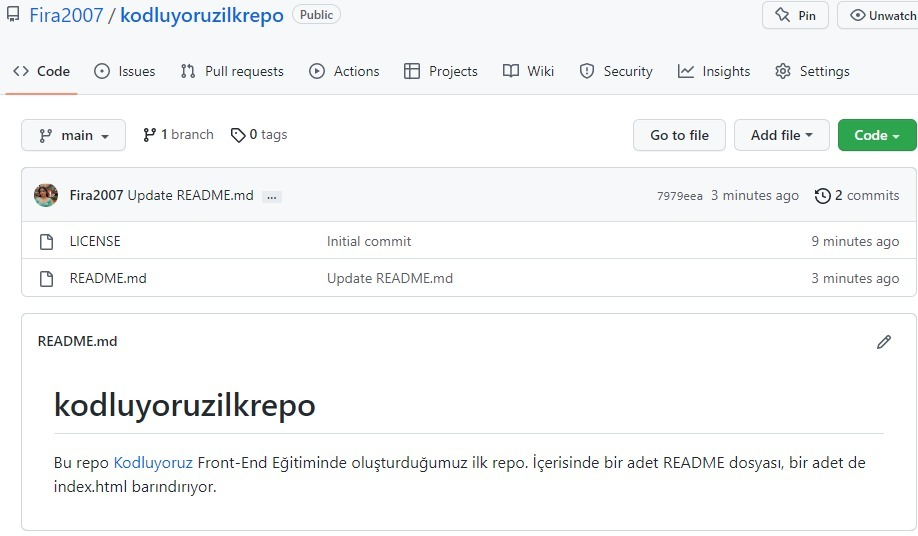 Fira2007 / kodluyoruzilkrepo Public Pin Unwatch
Code Issues Pull requests Actions Projects Wiki Security Insights Settings
main 1 branch 0 tags Go to file Add file Code
Fira2007 Update README.md ... 7979eea 3 minutes ago 2 commits
LICENSE Initial commit 9 minutes ago
README.md Update README.md 3 minutes ago
README.md
kodluyoruzilkrepo
Bu repo Kodluyoruz Front-End Eğitiminde oluşturduğumuz ilk repo. İçerisinde bir adet README dosyası, bir adet de
index.html barındırıyor.